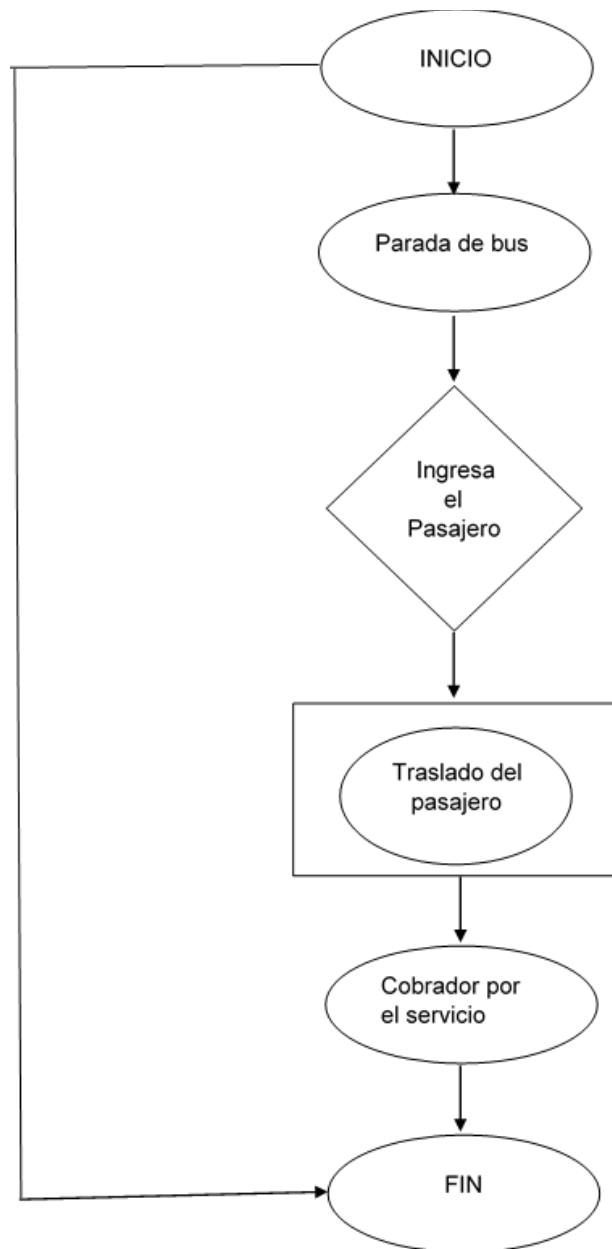 INICIO
Parada de bus
Ingresa
el
Pasajero
Traslado del
pasajero
Cobrador por
el servicio
FIN